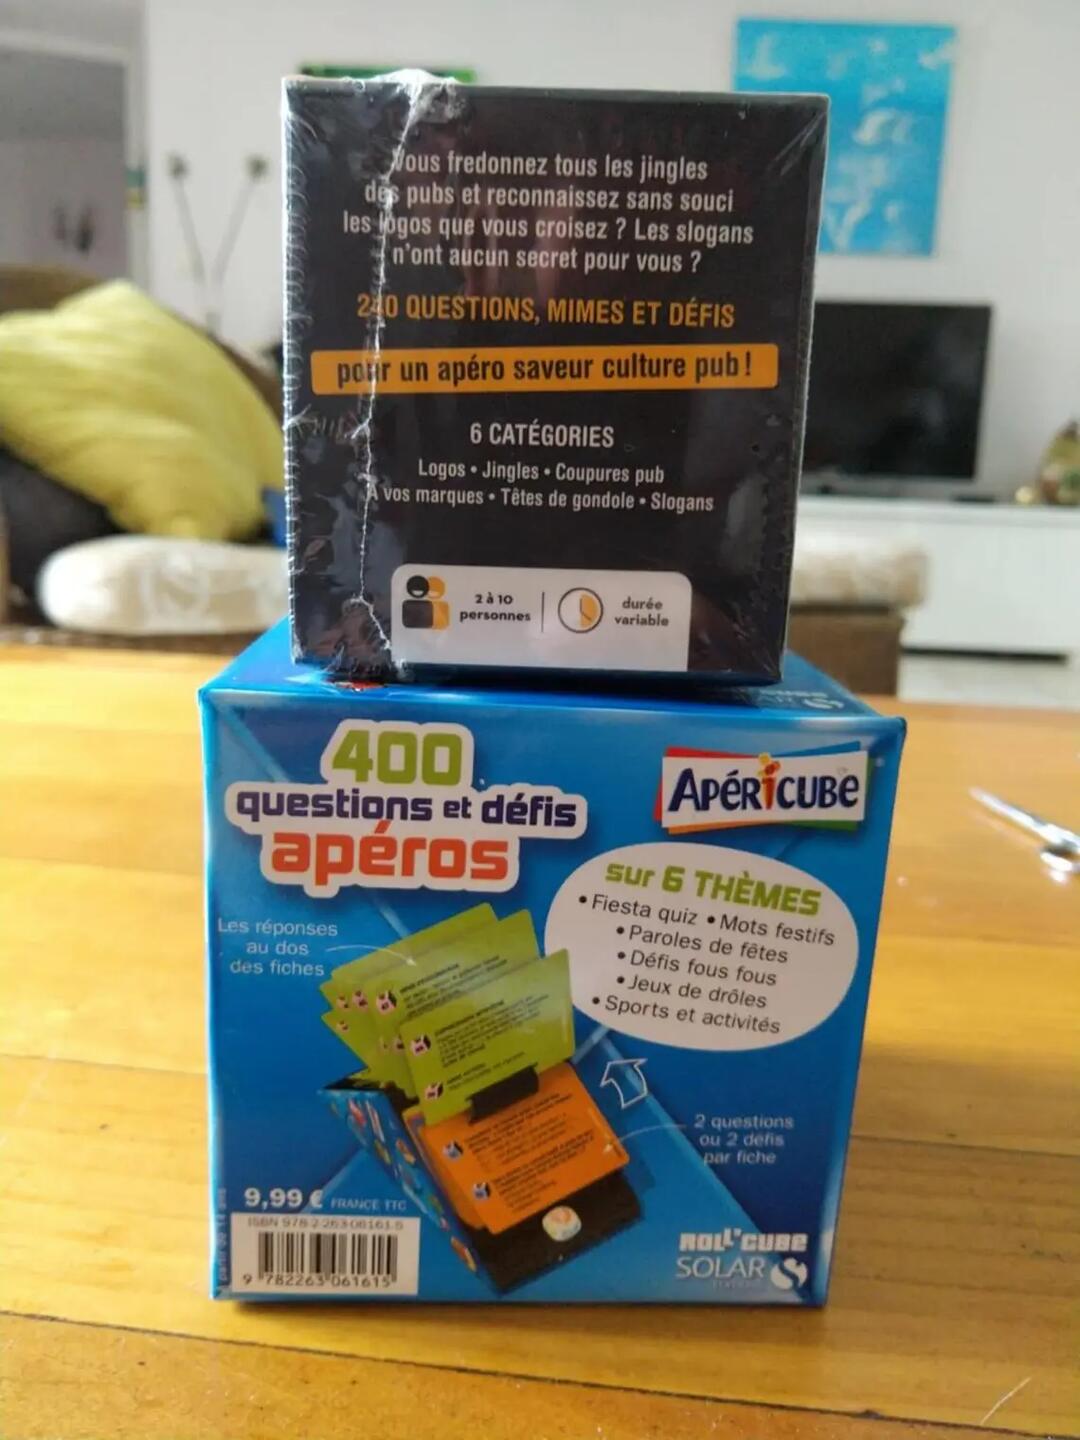 Vous fredonnez tous les jingles
des pubs et reconnaissez sans souci
les logos que vous croisez ? Les slogans
n'ont aucun secret pour vous ?
240 QUESTIONS, MIMES ET DÉFIS
pour un apéro saveur culture pub !
6 CATÉGORIES
Logos • Jingles • Coupures pub
À vos marques • Têtes de gondole • Slogans
2 à 10
personnes
durée
variable
400
questions et défis
apéros
APÉRICUBE
sur 6 THÈMES
• Fiesta quiz • Mots festifs
• Paroles de fêtes
• Défis fous fous
• Jeux de drôles
• Sports et activités
Les réponses
au dos
des fiches
2 questions
ou 2 défis
par fiche
9,99 € FRANCE TTC
ISBN 978-2-263-06161-5
9 782263 061615
ROLL'CUBE
SOLAR